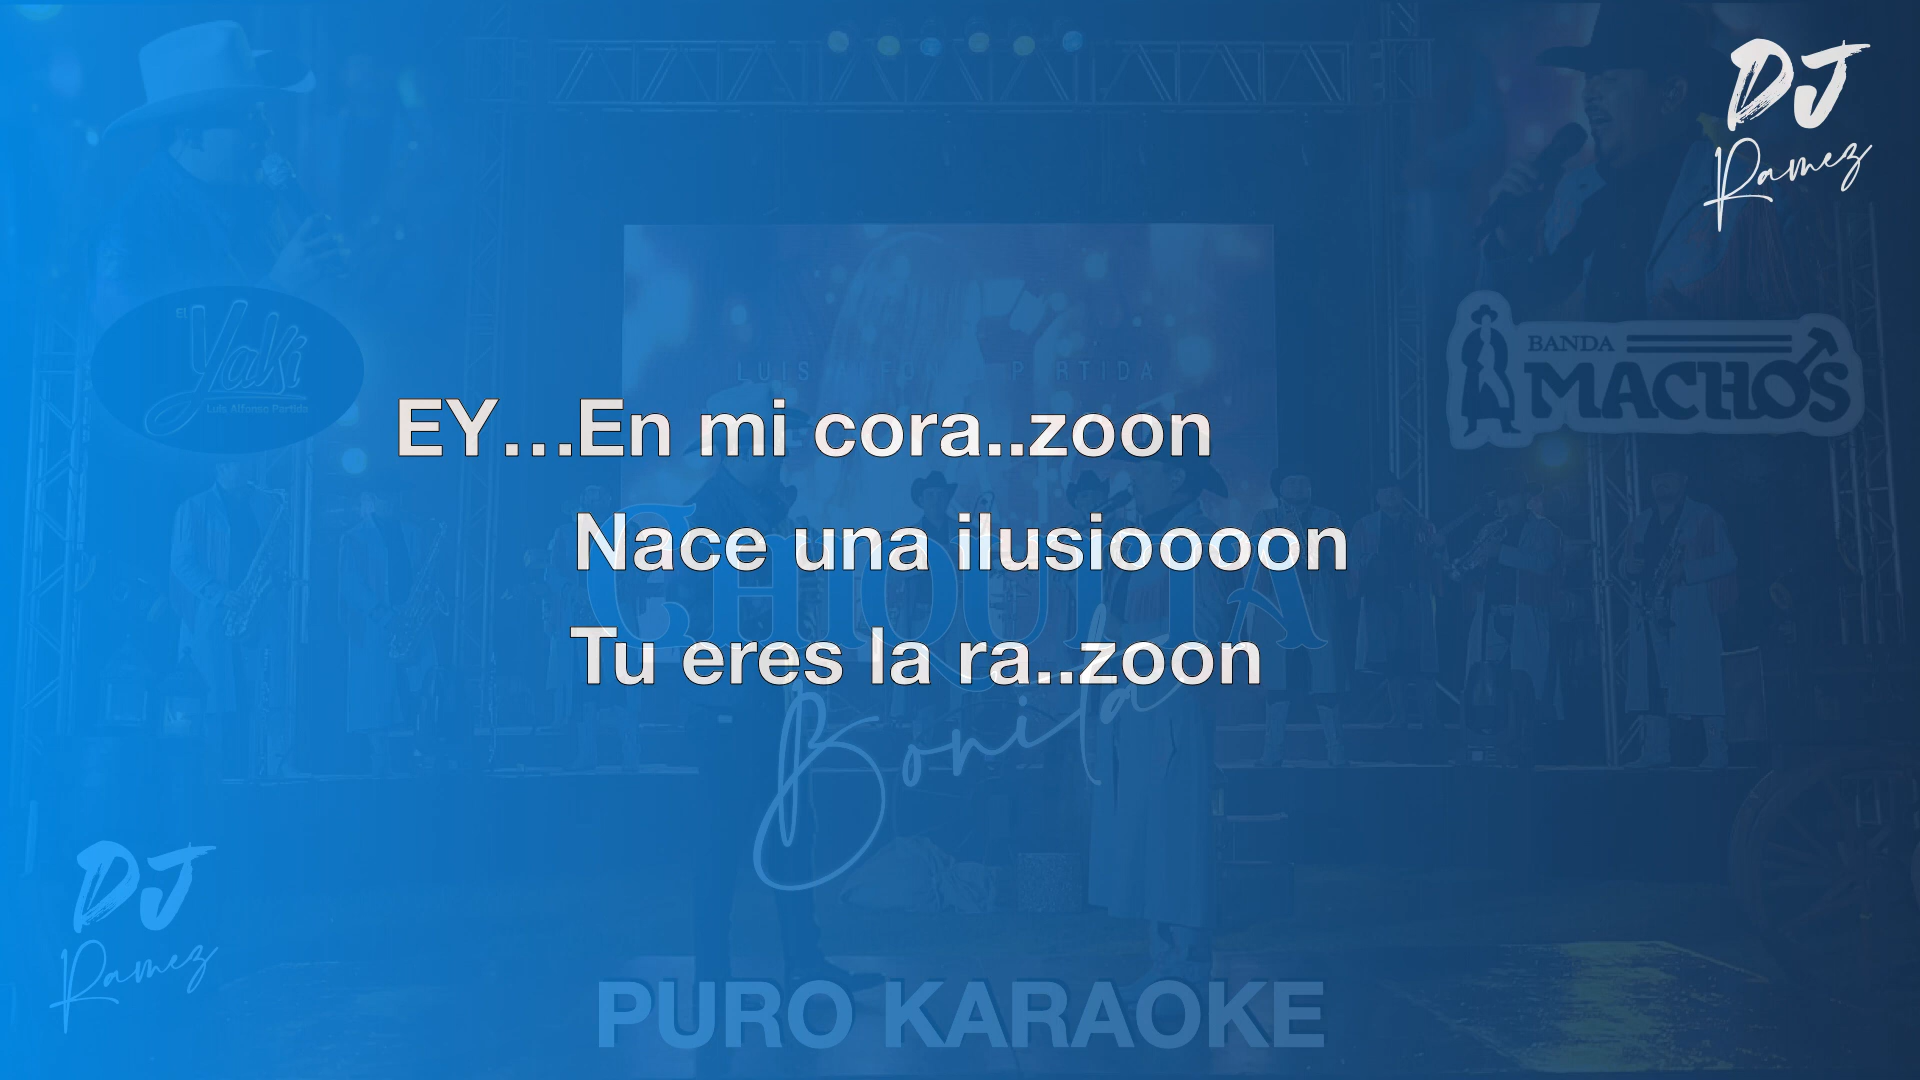 DJ
Ramez
El
Yaki
Luis Alfonso Partida
BANDA
MACHOS
LUIS ALFONSO PARTIDA
EY…En mi cora..zoon
Nace una ilusioooon
Tu eres la ra..zoon
CHIQUITA
Bonita
DJ
Ramez
PURO KARAOKE